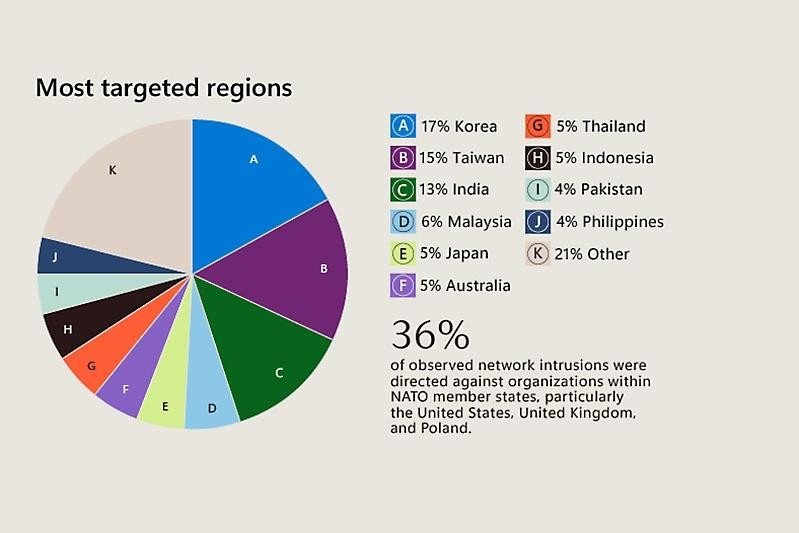 Most targeted regions
A
B
C
D
E
F
G
H
I
J
K
A 17% Korea
B 15% Taiwan
C 13% India
D 6% Malaysia
E 5% Japan
F 5% Australia
G 5% Thailand
H 5% Indonesia
I 4% Pakistan
J 4% Philippines
K 21% Other
36%
of observed network intrusions were
directed against organizations within
NATO member states, particularly
the United States, United Kingdom,
and Poland.